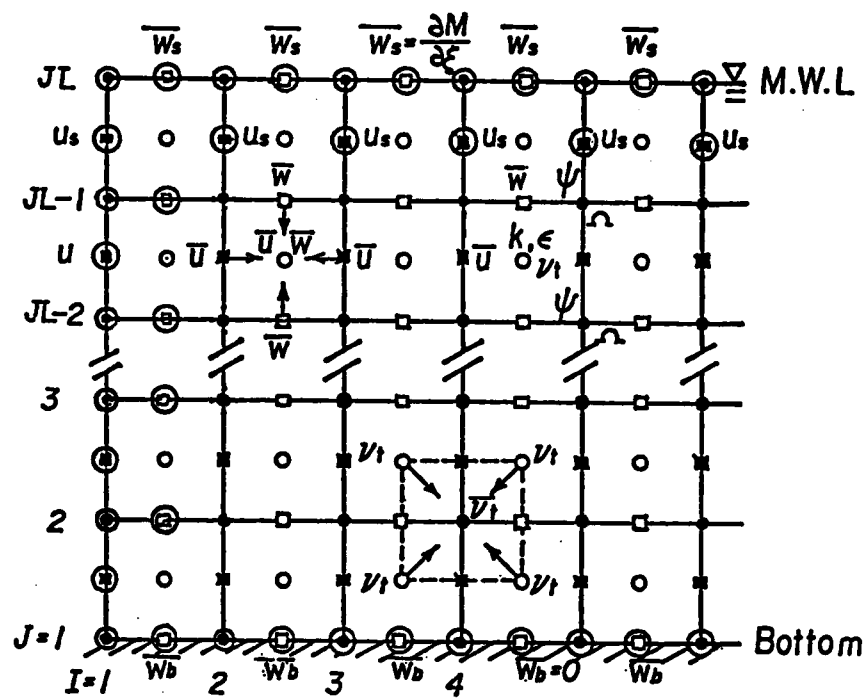 W̅s W̅s W̅s=∂M/∂ξ W̅s W̅s
JL M.W.L
us us us us us us
W̅ W̅ ψ
JL-1 Ω
u u̅ u̅ W̅ u̅ u̅ k, ϵ νt
JL-2 ψ
W̅ Ω
3
νt νt
2 ν̅t
νt νt
J=1 Bottom
W̅b W̅b W̅b W̅b=0 W̅b
I=1 2 3 4